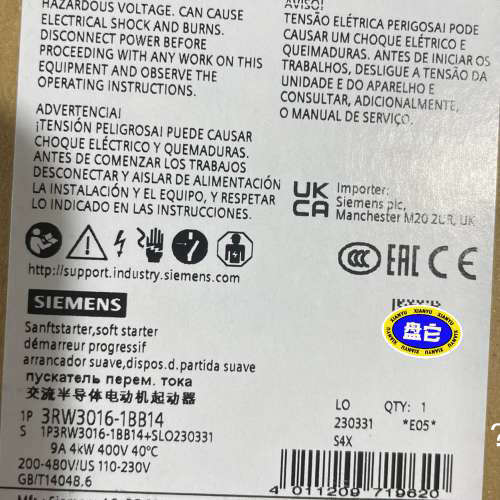 HAZARDOUS VOLTAGE. CAN CAUSE
ELECTRICAL SHOCK AND BURNS.
DISCONNECT POWER BEFORE
PROCEEDING WITH ANY WORK ON THIS
EQUIPMENT AND OBSERVE THE
OPERATING INSTRUCTIONS.
AVISO!
TENSÃO ELÉTRICA PERIGOSA! PODE
CAUSAR UM CHOQUE ELÉTRICO E
QUEIMADURAS. ANTES DE INICIAR OS
TRABALHOS, DESLIGUE A TENSÃO DA
UNIDADE E DO APARELHO E
CONSULTAR, ADICIONALMENTE,
O MANUAL DE SERVIÇO.
ADVERTENCIA!
¡TENSIÓN PELIGROSA! PUEDE CAUSAR
CHOQUE ELÉCTRICO Y QUEMADURAS.
ANTES DE COMENZAR LOS TRABAJOS
DESCONECTAR Y AISLAR DE ALIMENTACIÓN
LA INSTALACIÓN Y EL EQUIPO, Y RESPETAR
LO INDICADO EN LAS INSTRUCCIONES.
UK
CA
Importer:
Siemens plc,
Manchester M20 2UR, UK
http://support.industry.siemens.com
CCC EAC CE
SIEMENS
XIANYU
XIANYU
盘它
XIANYU
XIANYU
Sanftstarter,soft starter
démarreur progressif
arrancador suave,dispos.d.partida suave
пускатель перем. тока
交流半导体电动机起动器
1P 3RW3016-1BB14
S 1P3RW3016-1BB14+SLO230331
9A 4kW 400V 40°C
200-480V/US 110-230V
GB/T14048.6
LO QTY: 1
230331 *E05*
S4X
4 011209 719620
?